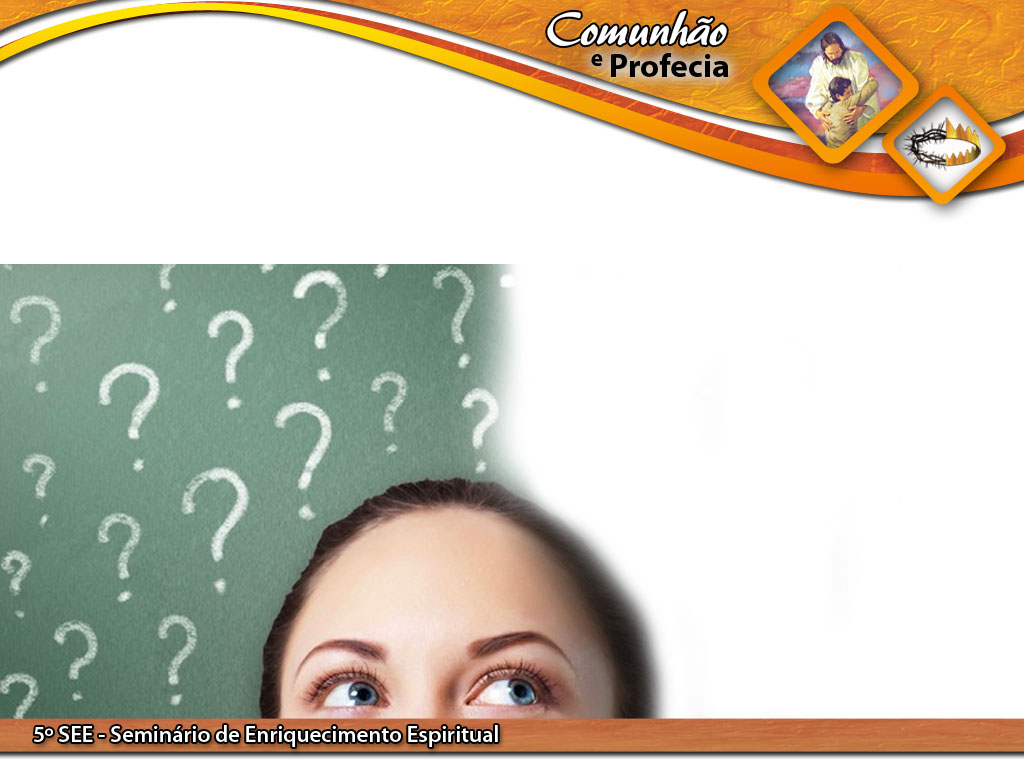 Comunhão
e Profecia
? ? ? ? ? ? ? ? ? ? ? ? ? ? ? ?
5º SEE - Seminário de Enriquecimento Espiritual